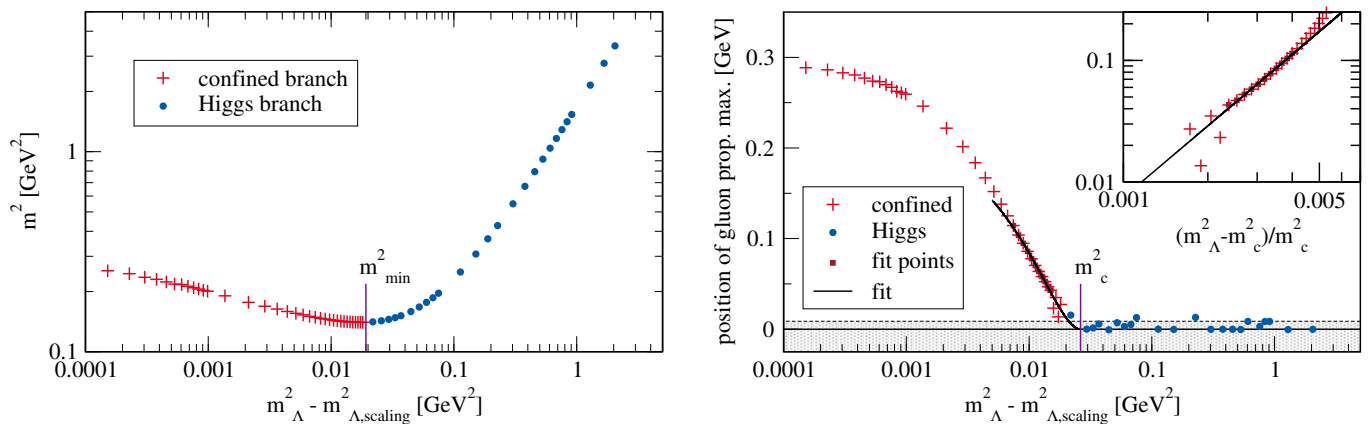 m² [GeV²]
1
0.1
confined branch
Higgs branch
m²min
0.0001
0.001
0.01
0.1
1
m²Λ - m²Λ,scaling [GeV²]
position of gluon prop. max. [GeV]
0.3
0.2
0.1
0
confined
Higgs
fit points
fit
m²c
0.0001
0.001
0.01
0.1
1
m²Λ - m²Λ,scaling [GeV²]
0.1
0.01
0.001
0.005
(m²Λ-m²c)/m²c